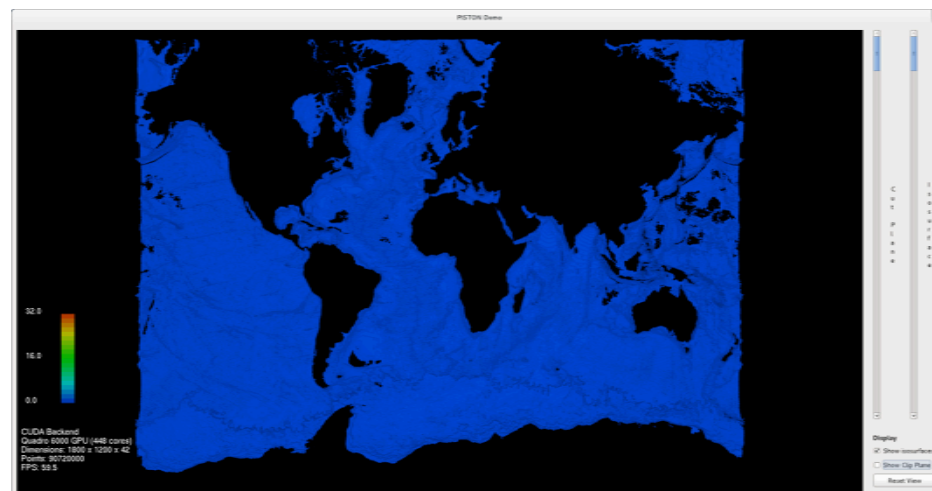 PISTON Demo
32.0
16.0
0.0
CUDA Backend
Quadro 6000 GPU (448 cores)
Dimensions: 1800 x 1200 x 42
Points: 90720000
FPS: 59.5
Cut Plane
Isosurface
Display
Show Isosurface
Show Clip Plane
Reset View